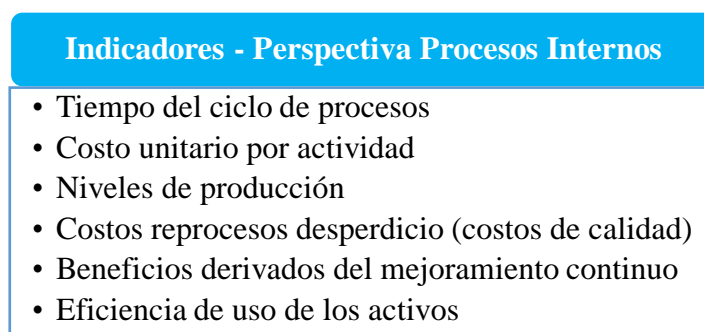 Indicadores - Perspectiva Procesos Internos
• Tiempo del ciclo de procesos
• Costo unitario por actividad
• Niveles de producción
• Costos reprocesos desperdicio (costos de calidad)
• Beneficios derivados del mejoramiento continuo
• Eficiencia de uso de los activos